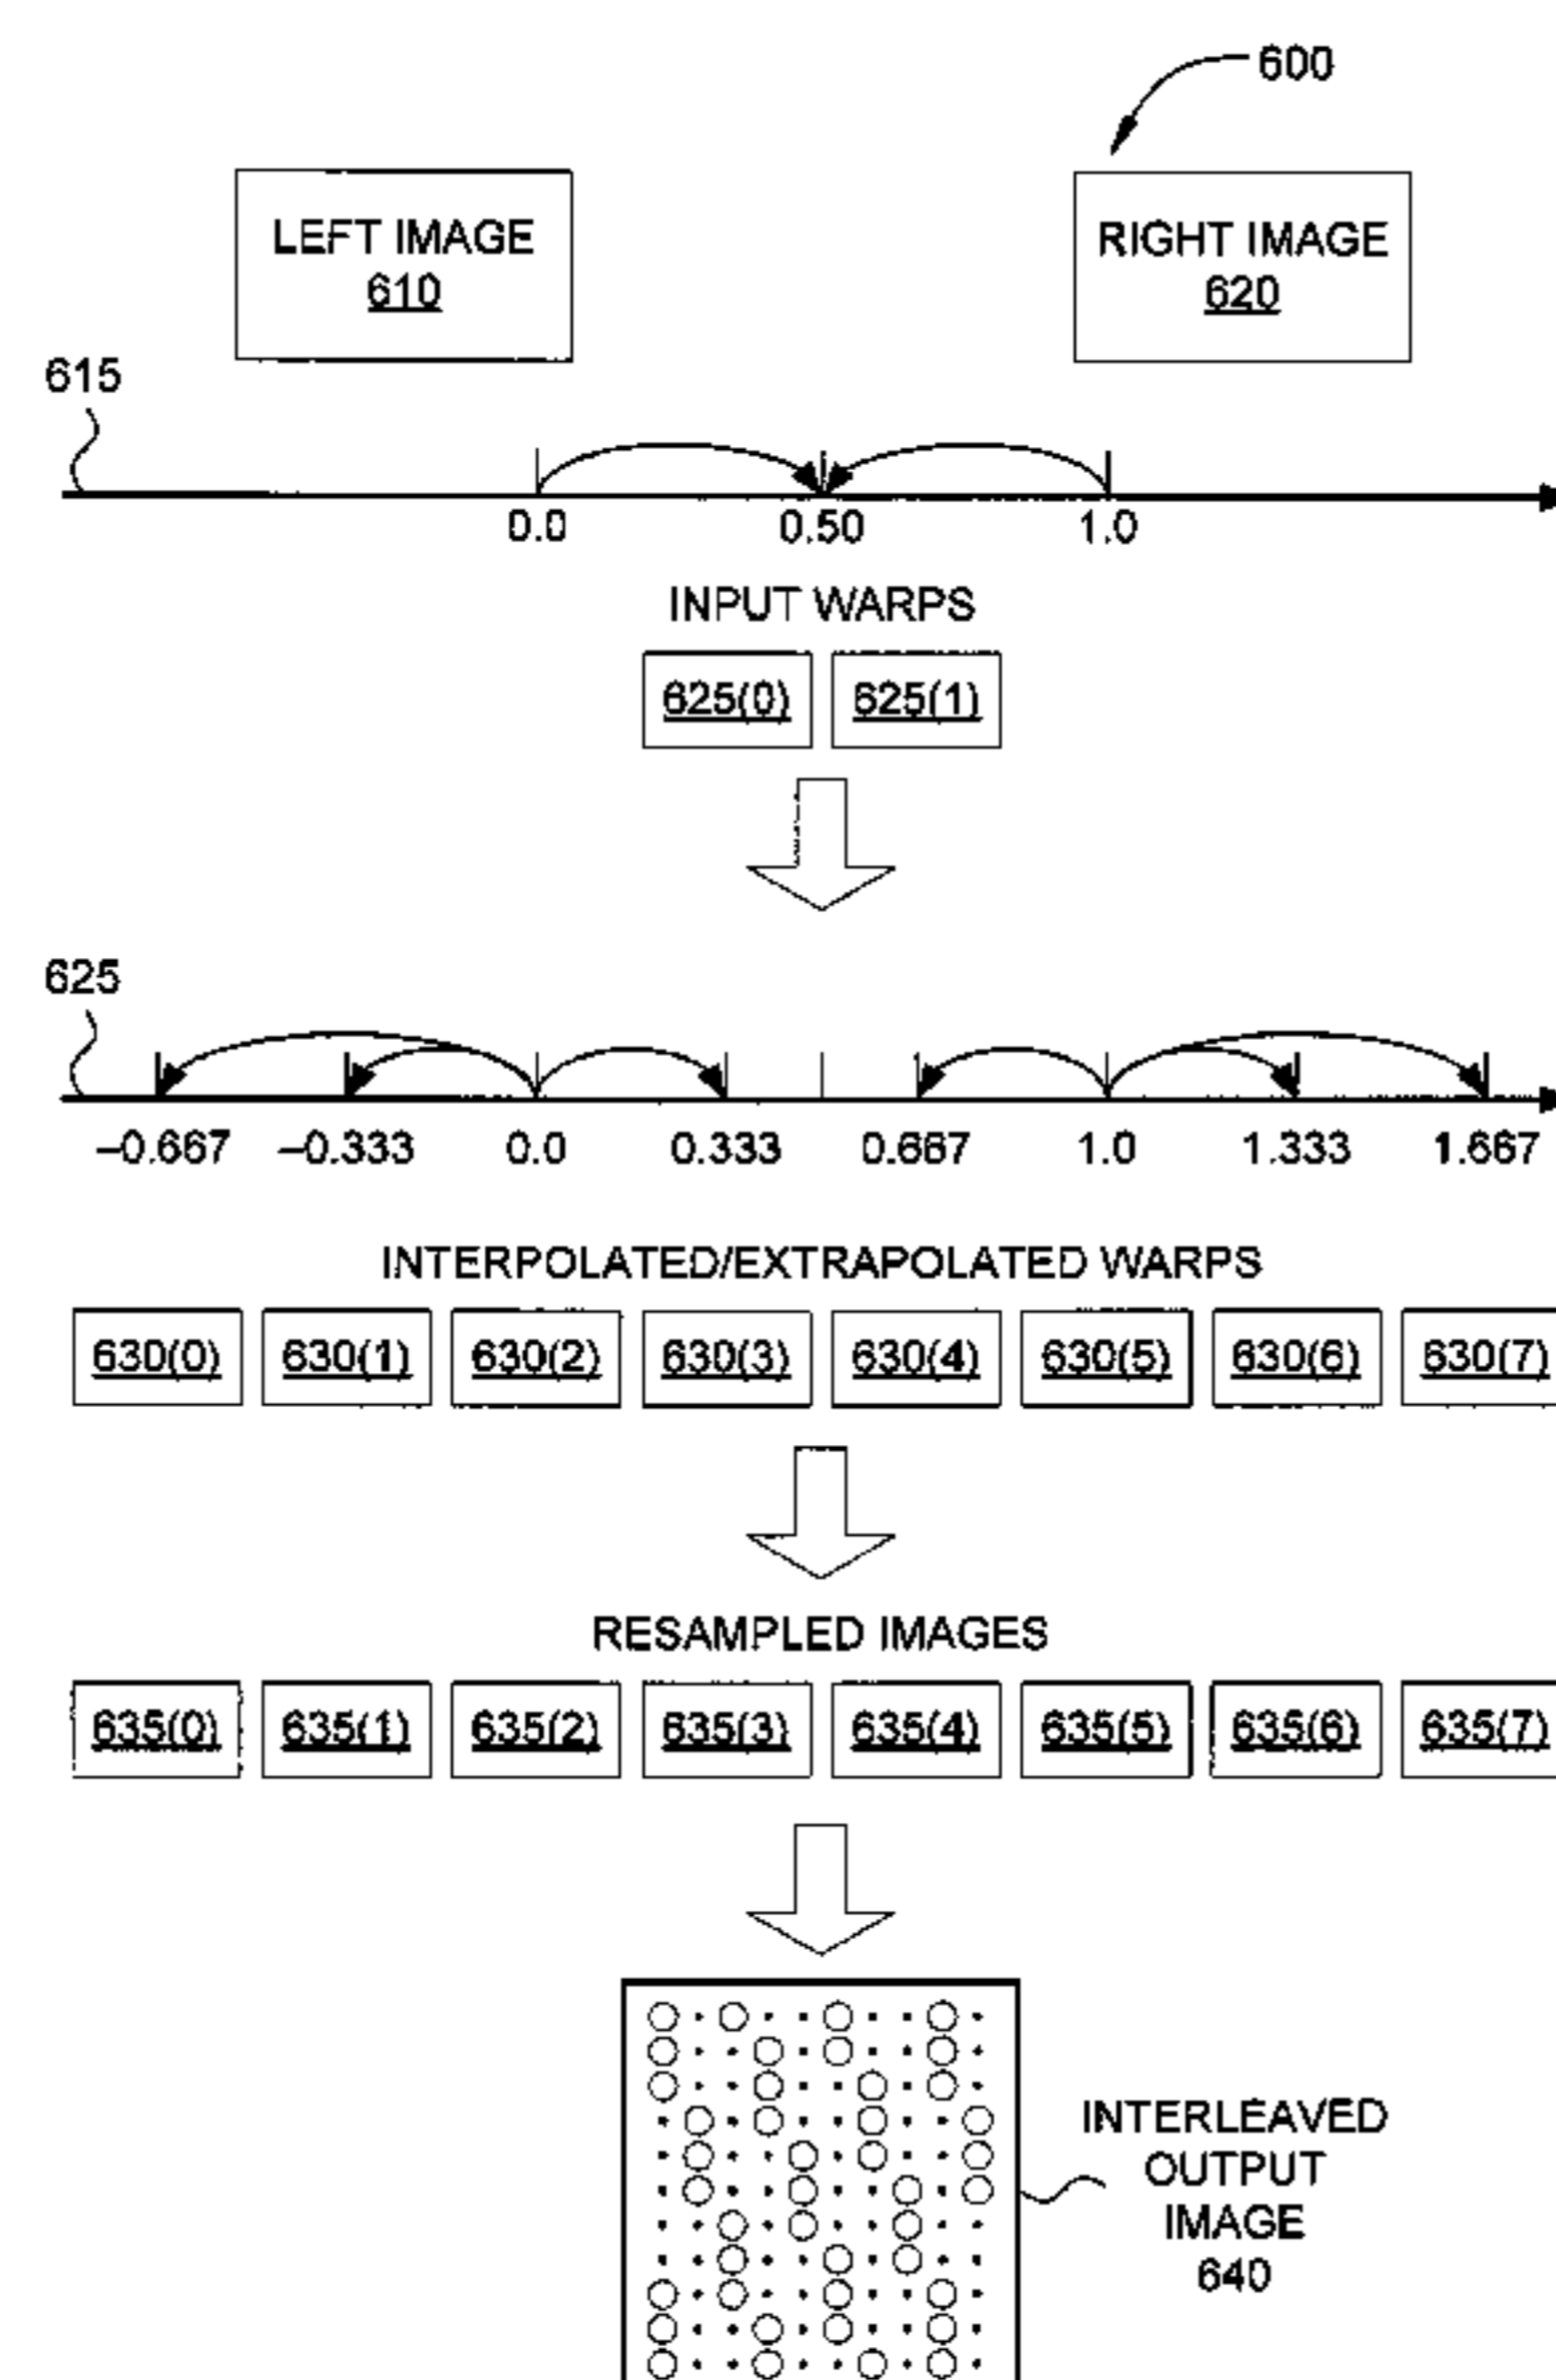 600
LEFT IMAGE
610
RIGHT IMAGE
620
615
0.0 0.50 1.0
INPUT WARPS
625(0) 625(1)
625
–0.667 –0.333 0.0 0.333 0.667 1.0 1.333 1.667
INTERPOLATED/EXTRAPOLATED WARPS
630(0) 630(1) 630(2) 630(3) 630(4) 630(5) 630(6) 630(7)
RESAMPLED IMAGES
635(0) 635(1) 635(2) 635(3) 635(4) 635(5) 635(6) 635(7)
INTERLEAVED
OUTPUT
IMAGE
640